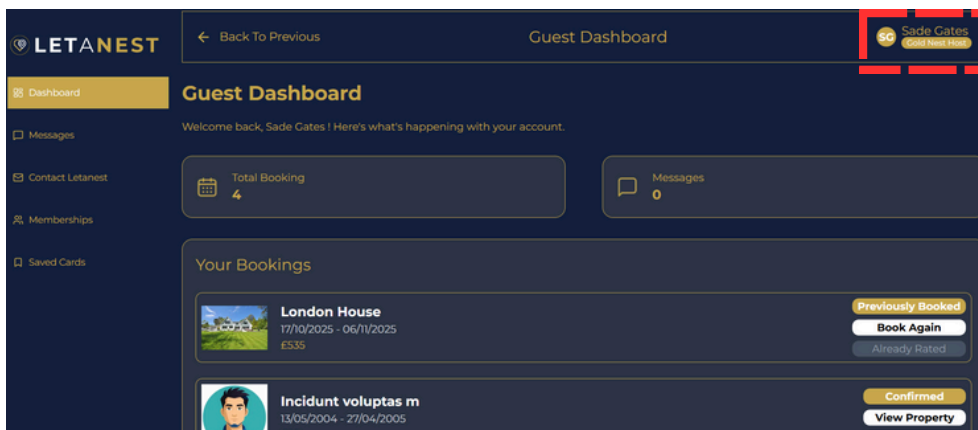 LETANEST
Back To Previous
Guest Dashboard
SG
Sade Gates
Gold Nest Host
Dashboard
Messages
Contact Letanest
Memberships
Saved Cards
Guest Dashboard
Welcome back, Sade Gates ! Here's what's happening with your account.
Total Booking
4
Messages
0
Your Bookings
London House
17/10/2025 - 06/11/2025
£535
Previously Booked
Book Again
Already Rated
Incidunt voluptas m
13/05/2004 - 27/04/2005
Confirmed
View Property